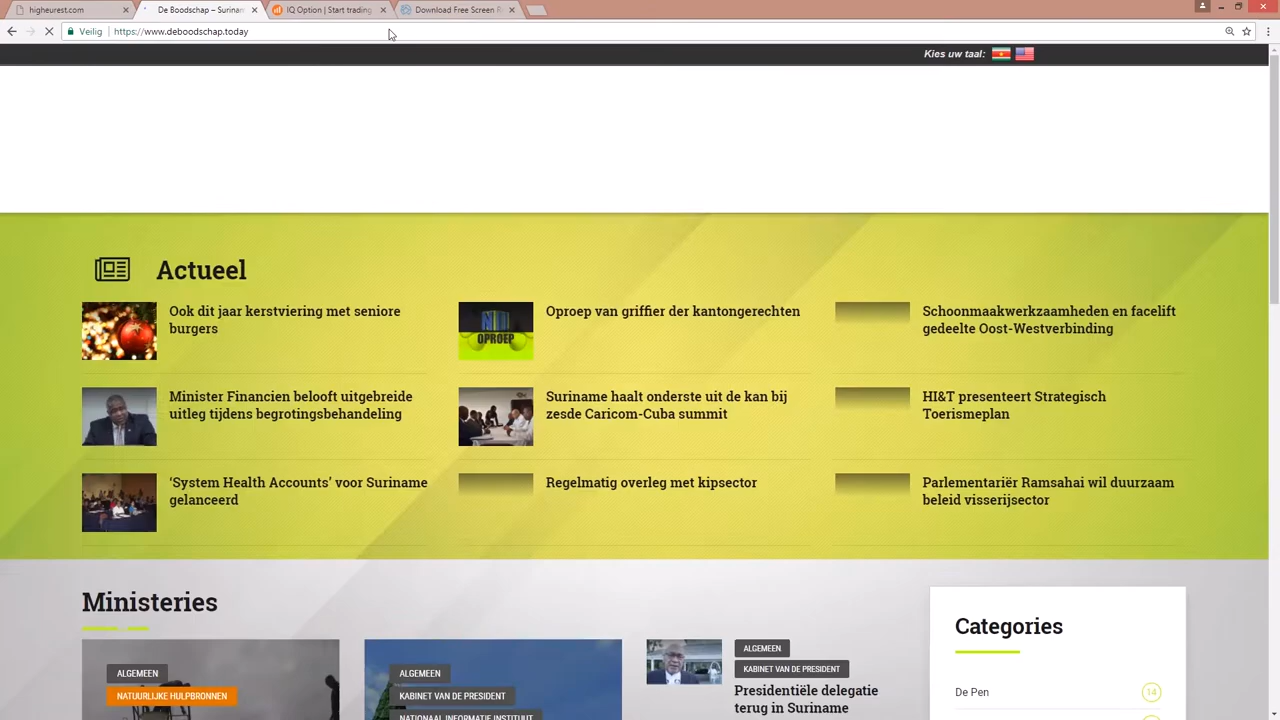 higheurest.com
De Boodschap – Surinam
IQ Option | Start trading
Download Free Screen R
Veilig
https://www.deboodschap.today
Kies uw taal:
Actueel
Ook dit jaar kerstviering met seniore
burgers
Oproep van griffier der kantongerechten
OPROEP
Schoonmaakwerkzaamheden en facelift
gedeelte Oost-Westverbinding
Minister Financien belooft uitgebreide
uitleg tijdens begrotingsbehandeling
Suriname haalt onderste uit de kan bij
zesde Caricom-Cuba summit
HI&T presenteert Strategisch
Toerismeplan
‘System Health Accounts’ voor Suriname
gelanceerd
Regelmatig overleg met kipsector
Parlementariër Ramsahai wil duurzaam
beleid visserijsector
Ministeries
ALGEMEEN
NATUURLIJKE HULPBRONNEN
ALGEMEEN
KABINET VAN DE PRESIDENT
NATIONAAL INFORMATIE INSTITUUT
ALGEMEEN
KABINET VAN DE PRESIDENT
Presidentiële delegatie
terug in Suriname
Categories
De Pen
14